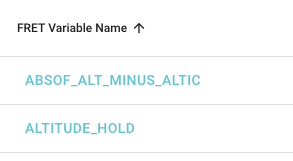 FRET Variable Name ↑
ABSOF_ALT_MINUS_ALTIC
ALTITUDE_HOLD